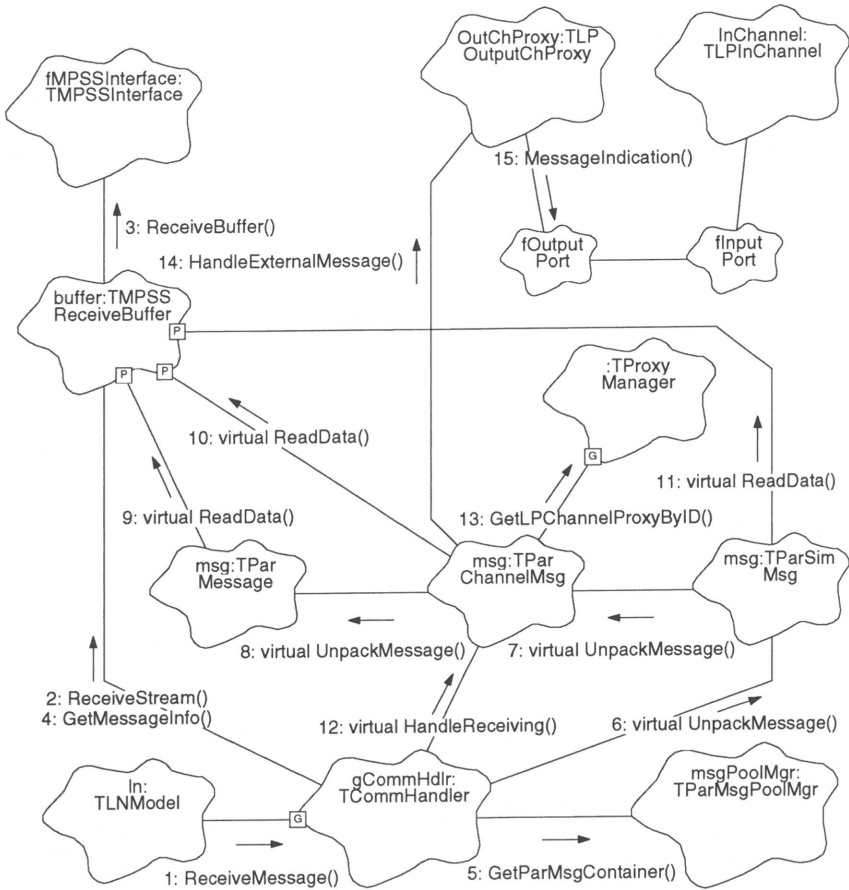 OutChProxy:TLP
OutputChProxy
InChannel:
TLPInChannel
fMPSSInterface:
TMPSSInterface
15: MessageIndication()
3: ReceiveBuffer()
fOutput
Port
fInput
Port
14: HandleExternalMessage()
buffer:TMPSS
ReceiveBuffer
P
P
P
:TProxy
Manager
G
10: virtual ReadData()
11: virtual ReadData()
9: virtual ReadData()
13: GetLPChannelProxyByID()
msg:TPar
Message
msg:TPar
ChannelMsg
msg:TParSim
Msg
8: virtual UnpackMessage()
7: virtual UnpackMessage()
2: ReceiveStream()
4: GetMessageInfo()
12: virtual HandleReceiving()
6: virtual UnpackMessage()
ln:
TLNModel
gCommHdlr:
TCommHandler
msgPoolMgr:
TParMsgPoolMgr
G
1: ReceiveMessage()
5: GetParMsgContainer()